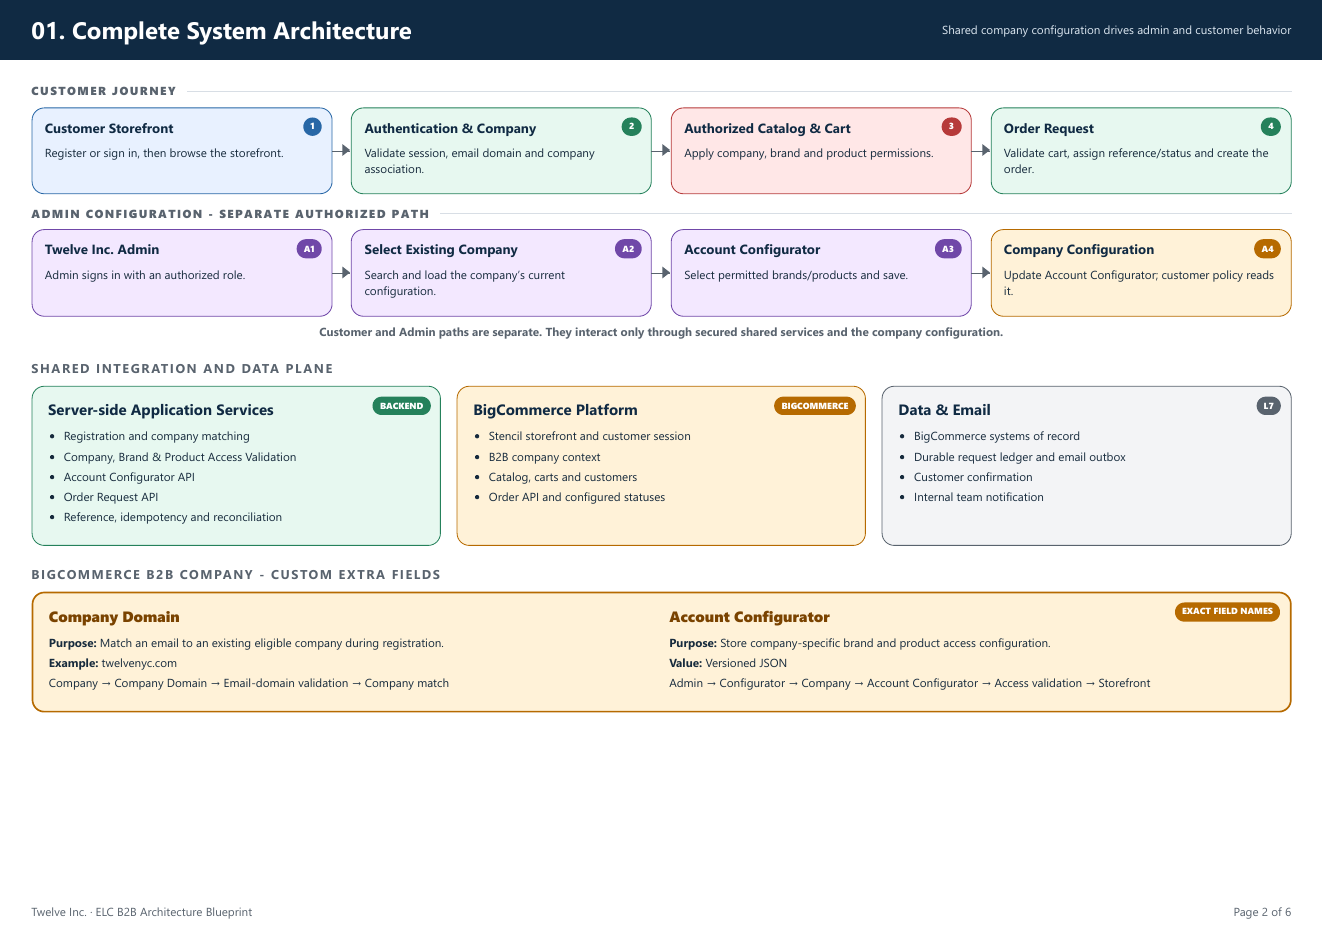 01. Complete System Architecture
Shared company configuration drives admin and customer behavior
CUSTOMER JOURNEY
Customer Storefront
1
Register or sign in, then browse the storefront.
Authentication & Company
2
Validate session, email domain and company
association.
Authorized Catalog & Cart
3
Apply company, brand and product permissions.
Order Request
4
Validate cart, assign reference/status and create the
order.
ADMIN CONFIGURATION - SEPARATE AUTHORIZED PATH
Twelve Inc. Admin
A1
Admin signs in with an authorized role.
Select Existing Company
A2
Search and load the company’s current
configuration.
Account Configurator
A3
Select permitted brands/products and save.
Company Configuration
A4
Update Account Configurator; customer policy reads
it.
Customer and Admin paths are separate. They interact only through secured shared services and the company configuration.
SHARED INTEGRATION AND DATA PLANE
Server-side Application Services
BACKEND
• Registration and company matching
• Company, Brand & Product Access Validation
• Account Configurator API
• Order Request API
• Reference, idempotency and reconciliation
BigCommerce Platform
BIGCOMMERCE
• Stencil storefront and customer session
• B2B company context
• Catalog, carts and customers
• Order API and configured statuses
Data & Email
L7
• BigCommerce systems of record
• Durable request ledger and email outbox
• Customer confirmation
• Internal team notification
BIGCOMMERCE B2B COMPANY - CUSTOM EXTRA FIELDS
Company Domain
Purpose: Match an email to an existing eligible company during registration.
Example: twelvenyc.com
Company → Company Domain → Email-domain validation → Company match
Account Configurator
EXACT FIELD NAMES
Purpose: Store company-specific brand and product access configuration.
Value: Versioned JSON
Admin → Configurator → Company → Account Configurator → Access validation → Storefront
Twelve Inc. · ELC B2B Architecture Blueprint
Page 2 of 6